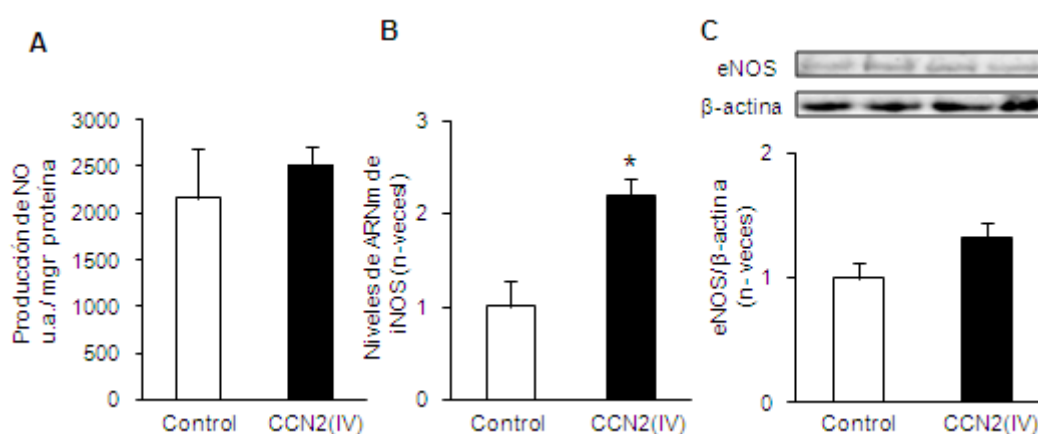 A
Producción de NO
u.a./ mgr proteína
3000
2500
2000
1500
1000
500
0
Control
CCN2(IV)
B
Niveles de ARNm de
iNOS (n-vecesl)
3
2
1
0
*
Control
CCN2(IV)
C
eNOS
β-actina
eNOS/β-actina
(n- veces)
2
1
0
Control
CCN2(IV)